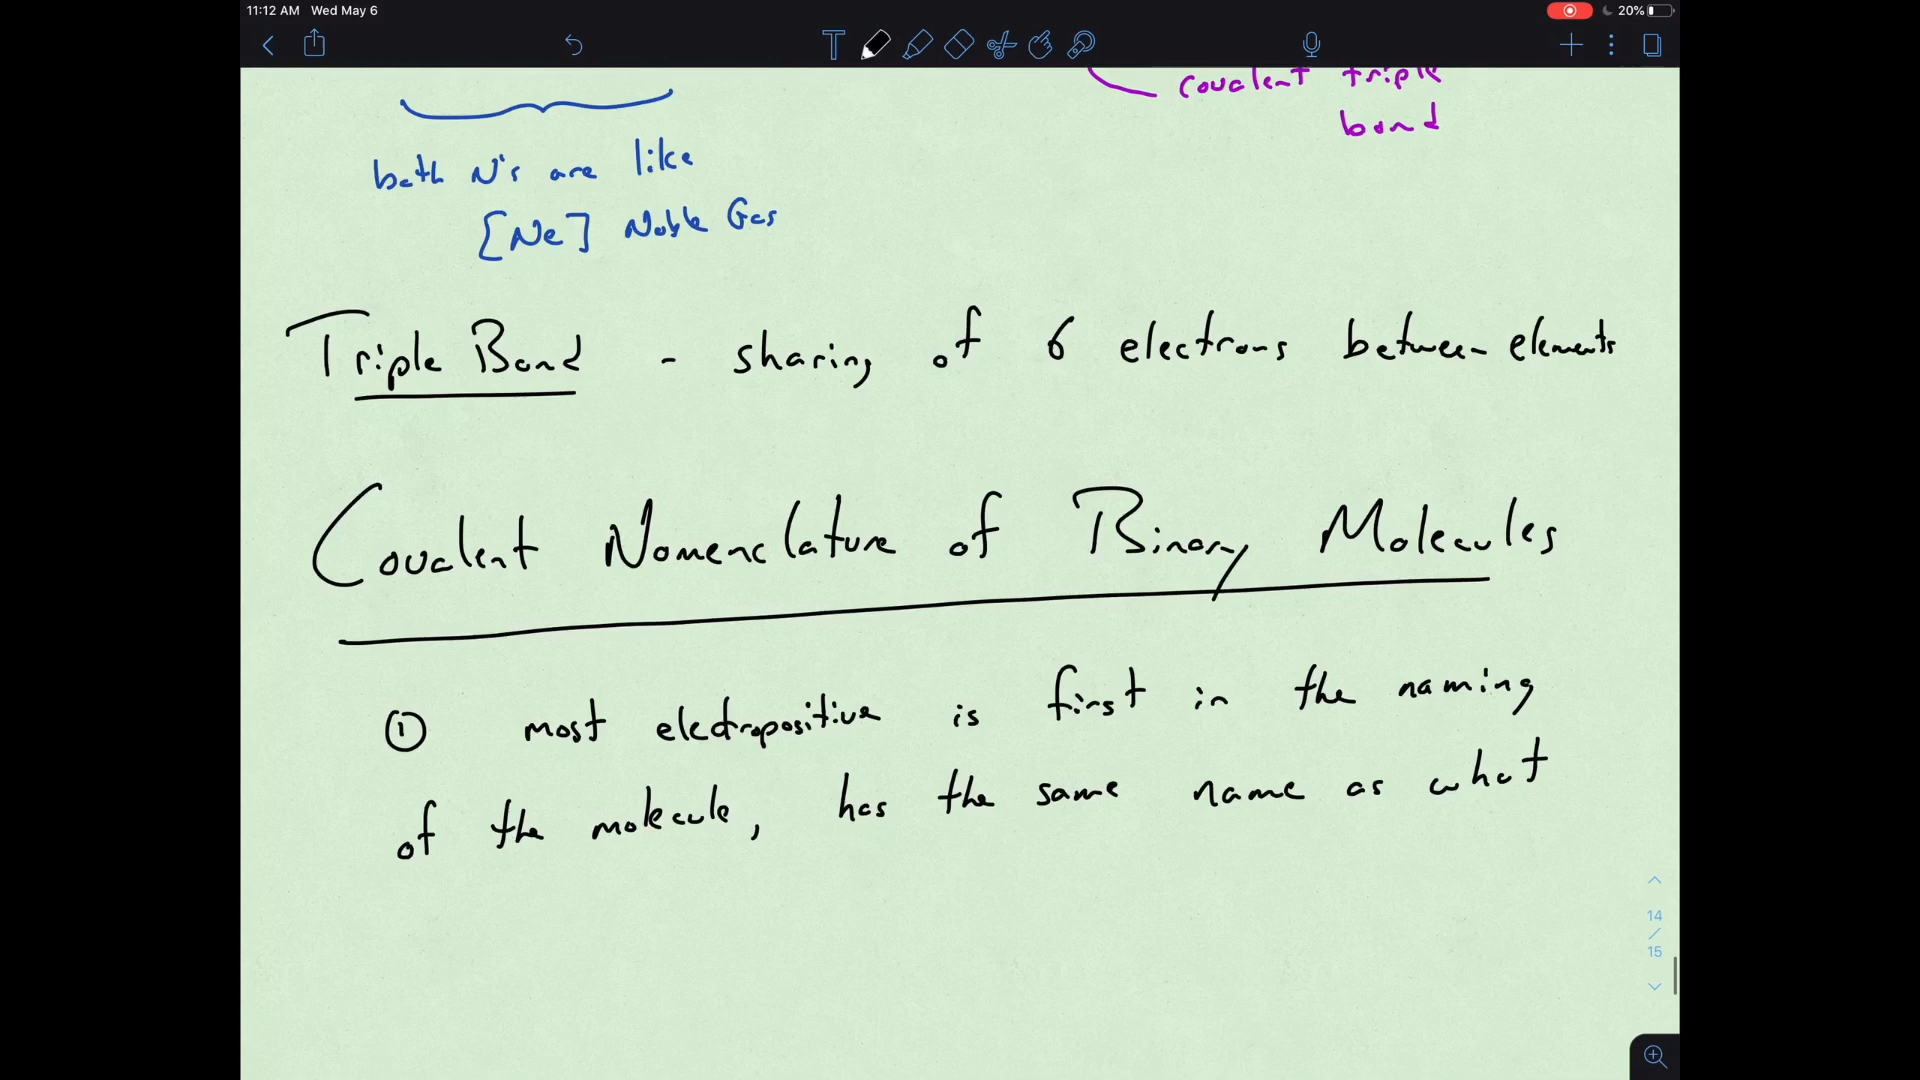 11:12 AM Wed May 6
20%
T
covalent triple
bond
both N's are like
[Ne] Noble Gas
Triple Bond - sharing of 6 electrons between elements
Covalent Nomenclature of Binary Molecules
① most electropositive is first in the naming
of the molecule, has the same name as what
14
/
15